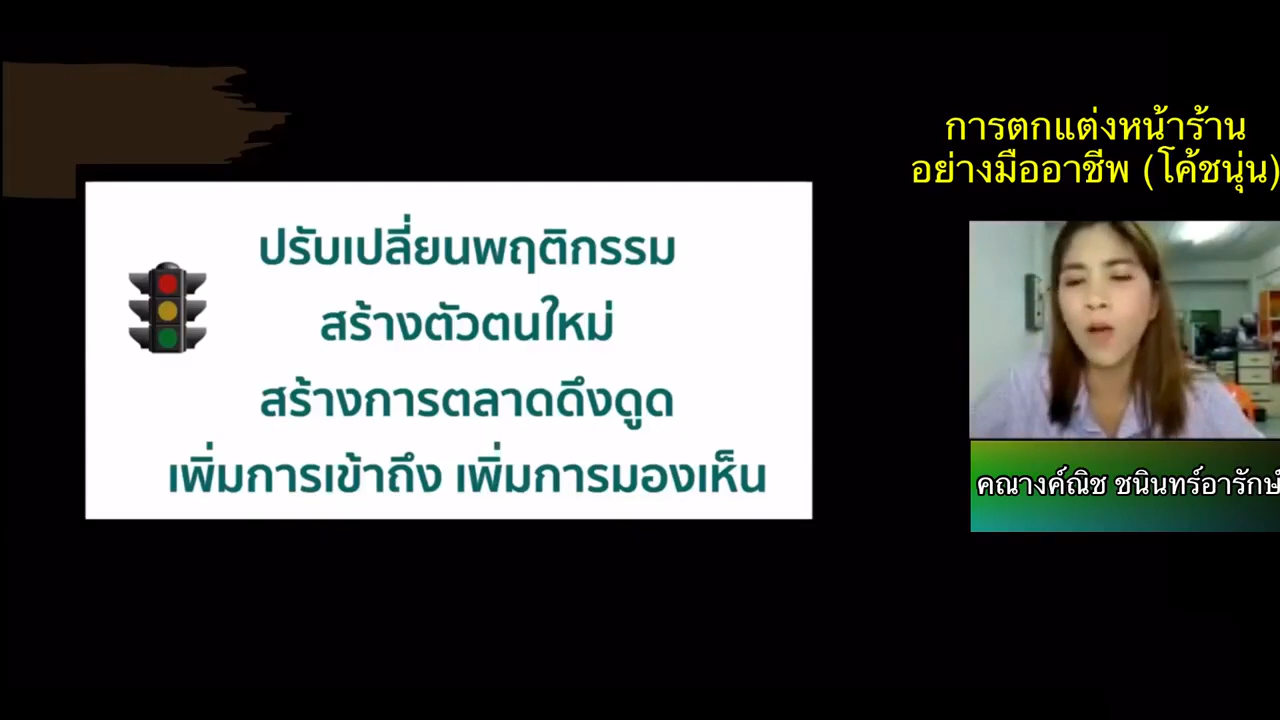 การตกแต่งหน้าร้าน
อย่างมืออาชีพ (โค้ชนุ่น)
ปรับเปลี่ยนพฤติกรรม
สร้างตัวตนใหม่
สร้างการตลาดดึงดูด
เพิ่มการเข้าถึง เพิ่มการมองเห็น
คณางค์ณิช ชนินทร์อารักษ์